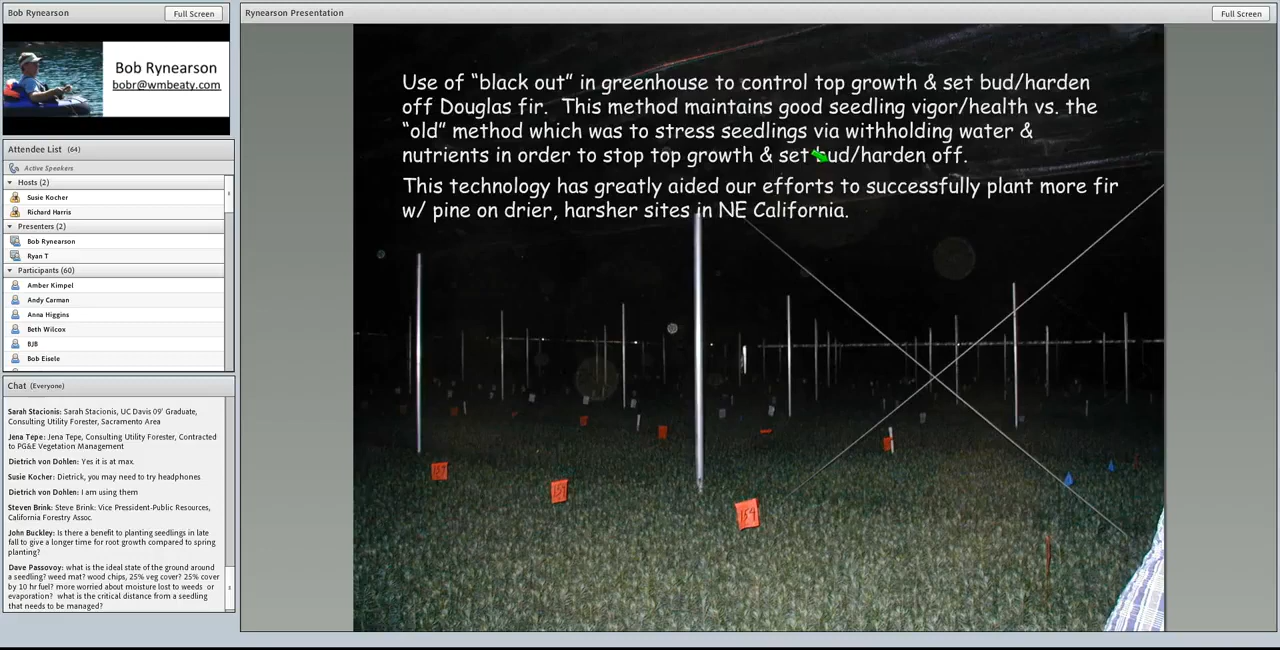 Bob Rynearson
Full Screen
Bob Rynearson
bobr@wmbeaty.com
Attendee List (64)
Active Speakers
Hosts (2)
Susie Kocher
Richard Harris
Presenters (2)
Bob Rynearson
Ryan T
Participants (60)
Amber Kimpel
Andy Carman
Anna Higgins
Beth Wilcox
BJB
Bob Eisele
Chat (Everyone)
Sarah Stacionis: Sarah Stacionis, UC Davis 09' Graduate,
Consulting Utility Forester, Sacramento Area
Jena Tepe: Jena Tepe, Consulting Utility Forester, Contracted
to PG&E Vegetation Management
Dietrich von Dohlen: Yes it is at max.
Susie Kocher: Dietrick, you may need to try headphones
Dietrich von Dohlen: I am using them
Steven Brink: Steve Brink: Vice President-Public Resources,
California Forestry Assoc.
John Buckley: Is there a benefit to planting seedlings in late
fall to give a longer time for root growth compared to spring
planting?
Dave Passovoy: what is the ideal state of the ground around
a seedling? weed mat? wood chips, 25% veg cover? 25% cover
by 10 hr fuel? more worried about moisture lost to weeds or
evaporation? what is the critical distance from a seedling
that needs to be managed?
Rynearson Presentation
Full Screen
Use of "black out" in greenhouse to control top growth & set bud/harden
off Douglas fir. This method maintains good seedling vigor/health vs. the
"old" method which was to stress seedlings via withholding water &
nutrients in order to stop top growth & set bud/harden off.
This technology has greatly aided our efforts to successfully plant more fir
w/ pine on drier, harsher sites in NE California.
157
154